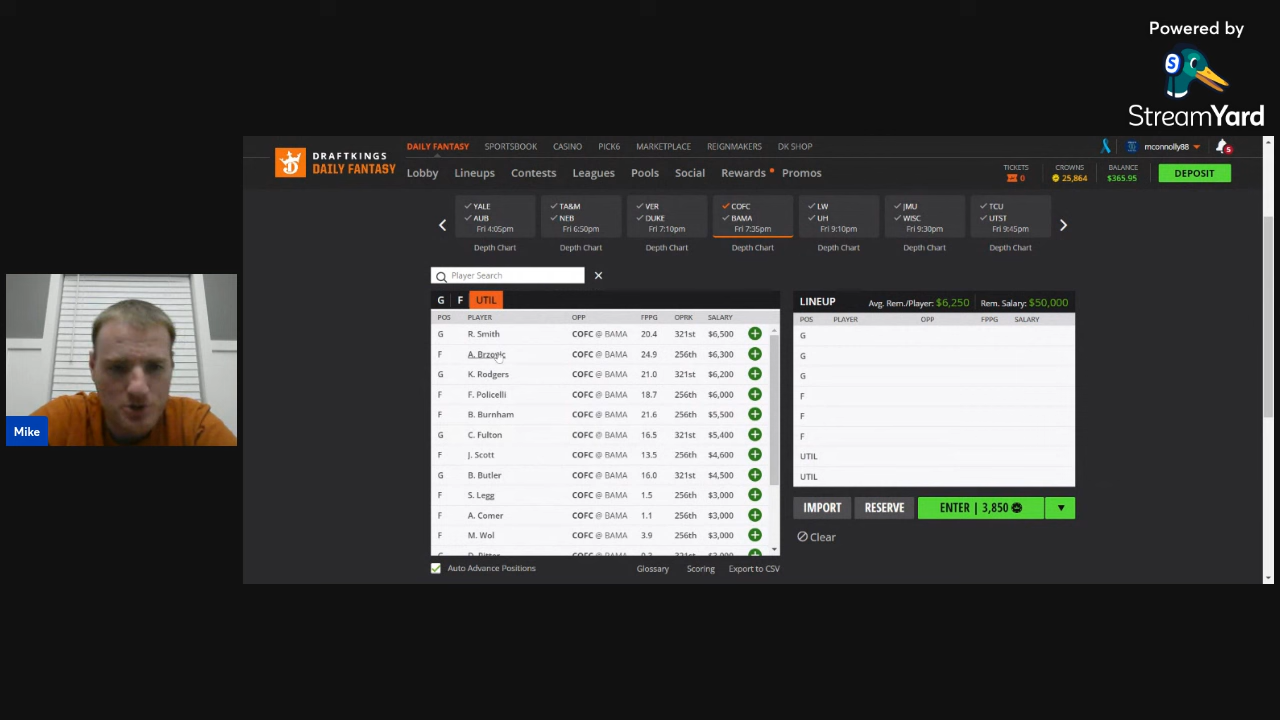 Powered by
S
StreamYard
DRAFTKINGS
DAILY FANTASY
DAILY FANTASY SPORTSBOOK CASINO PICK6 MARKETPLACE REIGNMAKERS DK SHOP
mcconnolly88
5
Lobby Lineups Contests Leagues Pools Social Rewards Promos
TICKETS
0
CROWNS
25,864
BALANCE
$365.95
DEPOSIT
YALE
AUB
Fri 4:05pm
Depth Chart
TA&M
NEB
Fri 6:50pm
Depth Chart
VER
DUKE
Fri 7:10pm
Depth Chart
COFC
BAMA
Fri 7:35pm
Depth Chart
LW
UH
Fri 9:10pm
Depth Chart
JMU
WISC
Fri 9:30pm
Depth Chart
TCU
UTST
Fri 9:45pm
Depth Chart
Player Search
G F UTIL
POS PLAYER OPP FPPG OPRK SALARY
G R. Smith COFC @ BAMA 20.4 321st $6,500
F A. Brzovic COFC @ BAMA 24.9 256th $6,300
G K. Rodgers COFC @ BAMA 21.0 321st $6,200
F F. Policelli COFC @ BAMA 18.7 256th $6,000
F B. Burnham COFC @ BAMA 21.6 256th $5,500
G C. Fulton COFC @ BAMA 16.5 321st $5,400
F J. Scott COFC @ BAMA 13.5 256th $4,600
G B. Butler COFC @ BAMA 16.0 321st $4,500
F S. Legg COFC @ BAMA 1.5 256th $3,000
F A. Comer COFC @ BAMA 1.1 256th $3,000
F M. Wol COFC @ BAMA 3.9 256th $3,000
Auto Advance Positions
Glossary Scoring Export to CSV
LINEUP Avg. Rem./Player: $6,250 Rem. Salary: $50,000
POS PLAYER OPP FPPG SALARY
G
G
G
F
F
F
UTIL
UTIL
IMPORT RESERVE ENTER | 3,850
Clear
Mike